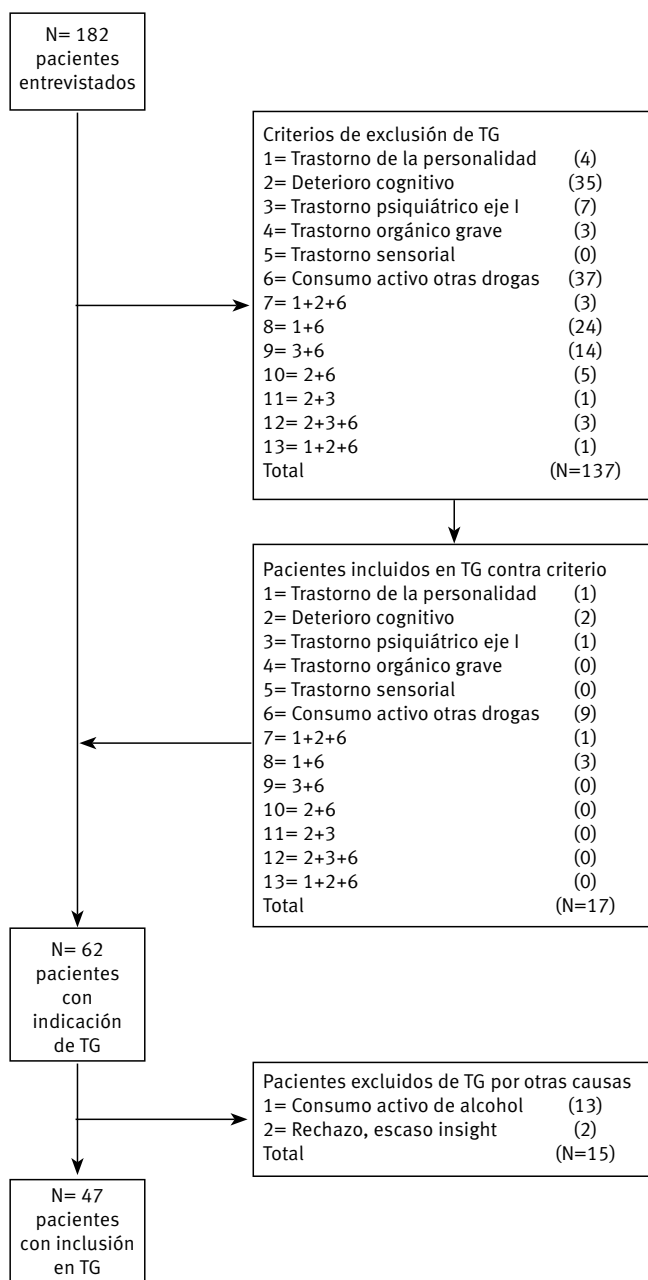 N= 182
pacientes
entrevistados
Criterios de exclusión de TG
1= Trastorno de la personalidad (4)
2= Deterioro cognitivo (35)
3= Trastorno psiquiátrico eje I (7)
4= Trastorno orgánico grave (3)
5= Trastorno sensorial (0)
6= Consumo activo otras drogas (37)
7= 1+2+6 (3)
8= 1+6 (24)
9= 3+6 (14)
10= 2+6 (5)
11= 2+3 (1)
12= 2+3+6 (3)
13= 1+2+6 (1)
Total (N=137)
Pacientes incluidos en TG contra criterio
1= Trastorno de la personalidad (1)
2= Deterioro cognitivo (2)
3= Trastorno psiquiátrico eje I (1)
4= Trastorno orgánico grave (0)
5= Trastorno sensorial (0)
6= Consumo activo otras drogas (9)
7= 1+2+6 (1)
8= 1+6 (3)
9= 3+6 (0)
10= 2+6 (0)
11= 2+3 (0)
12= 2+3+6 (0)
13= 1+2+6 (0)
Total (N=17)
N= 62
pacientes
con
indicación
de TG
Pacientes excluidos de TG por otras causas
1= Consumo activo de alcohol (13)
2= Rechazo, escaso insight (2)
Total (N=15)
N= 47
pacientes
con inclusión
en TG